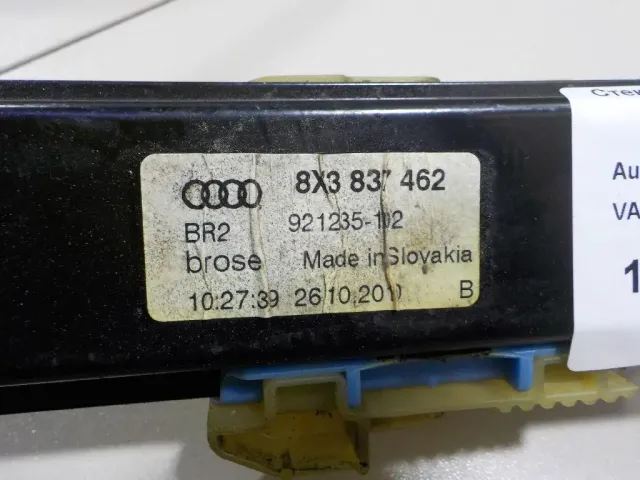 8X3 837 462
BR2 921235-102
brose Made in Slovakia
10:27:39 26.10.2010 B
Au
VA
1